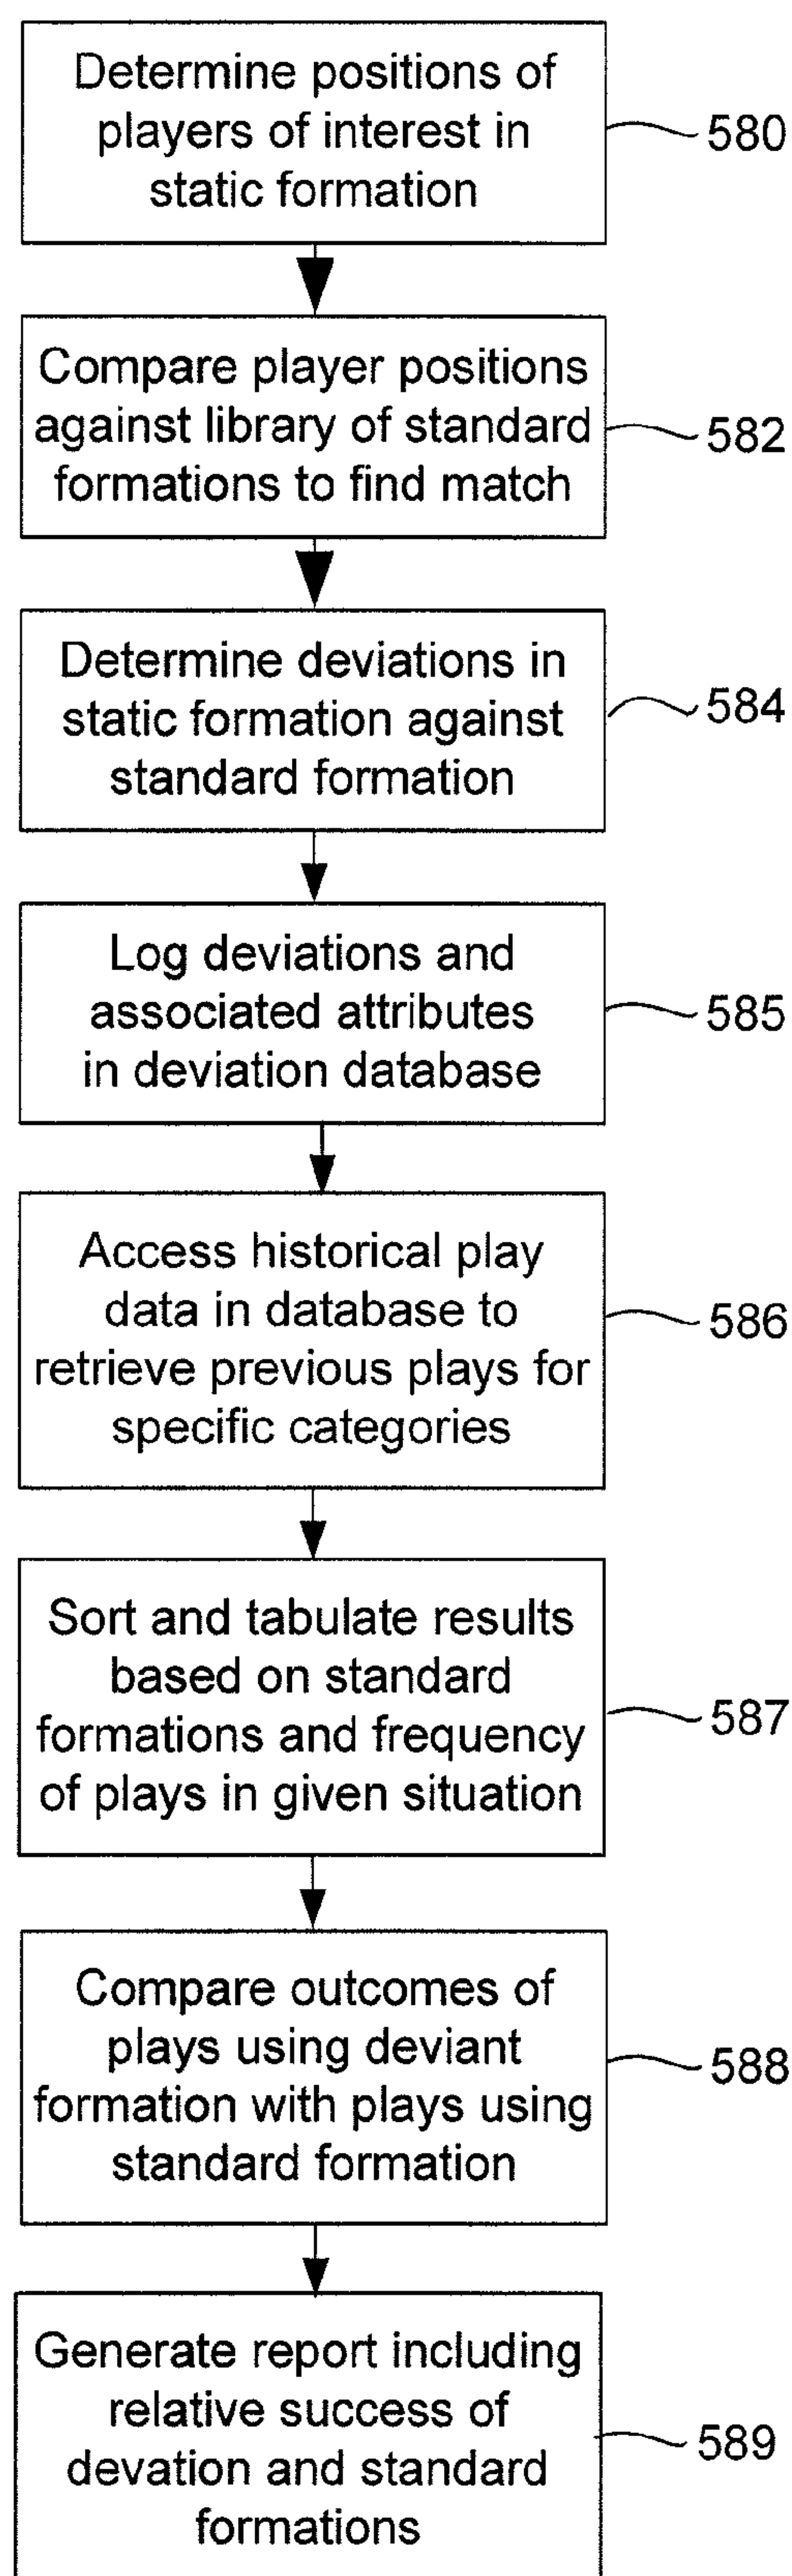 Determine positions of
players of interest in
static formation
580
Compare player positions
against library of standard
formations to find match
582
Determine deviations in
static formation against
standard formation
584
Log deviations and
associated attributes
in deviation database
585
Access historical play
data in database to
retrieve previous plays for
specific categories
586
Sort and tabulate results
based on standard
formations and frequency
of plays in given situation
587
Compare outcomes of
plays using deviant
formation with plays using
standard formation
588
Generate report including
relative success of
devation and standard
formations
589